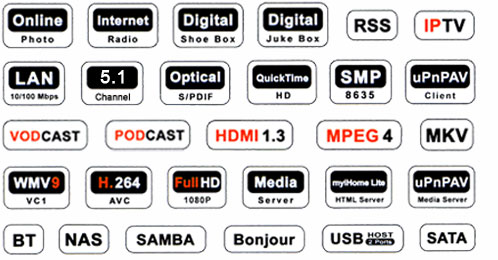 Online Internet Digital Digital RSS IPTV
Photo Radio Shoe Box Juke Box
LAN 5.1 Optical QuickTime SMP uPnPAV
10/100 Mbps Channel S/PDIF HD 8635 Client
VODCAST PODCAST HDMI 1.3 MPEG 4 MKV
WMV9 H.264 Full HD Media myiHome Lite uPnPAV
VC1 AVC 1080P Server HTML Server Media Server
BT NAS SAMBA Bonjour USB HOST SATA
2 Ports